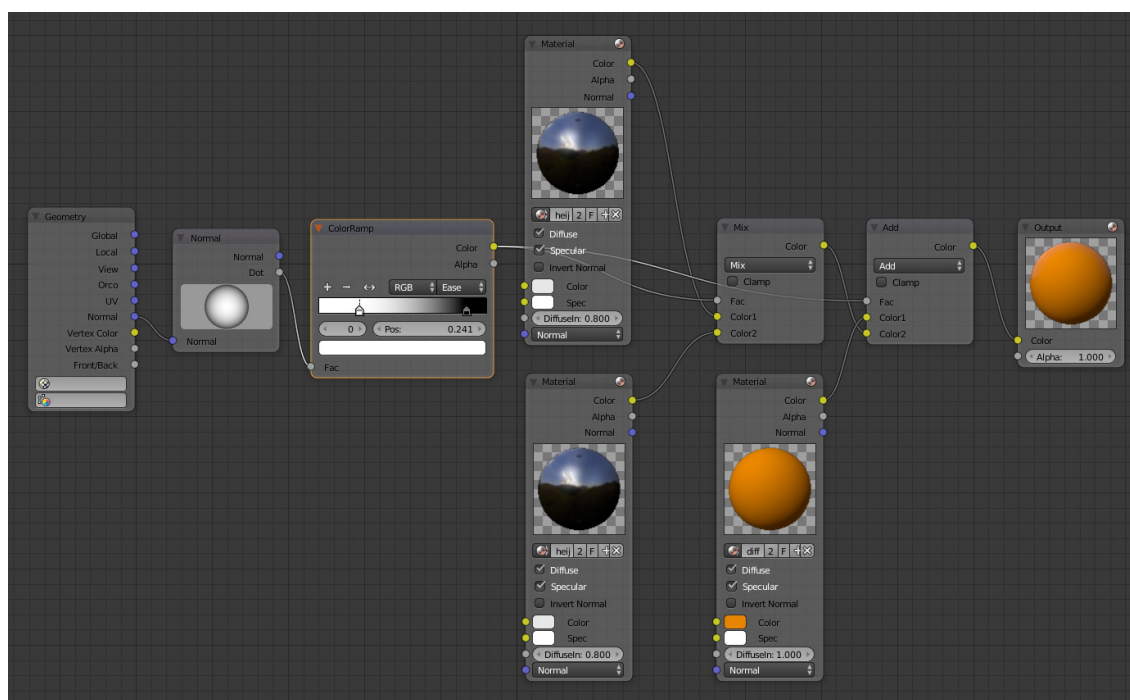 Geometry
Global
Local
View
Orco
UV
Normal
Vertex Color
Vertex Alpha
Front/Back
Normal
Normal
Dot
Normal
ColorRamp
Color
Alpha
RGB
Ease
0
Pos: 0.241
Fac
Material
Color
Alpha
Normal
heij 2 F
Diffuse
Specular
Invert Normal
Color
Spec
DiffuseIn: 0.800
Normal
Material
Color
Alpha
Normal
heij 2 F
Diffuse
Specular
Invert Normal
Color
Spec
DiffuseIn: 0.800
Normal
Mix
Color
Mix
Clamp
Fac
Color1
Color2
Material
Color
Alpha
Normal
diff 2 F
Diffuse
Specular
Invert Normal
Color
Spec
DiffuseIn: 1.000
Normal
Add
Color
Add
Clamp
Fac
Color1
Color2
Output
Color
Alpha: 1.000